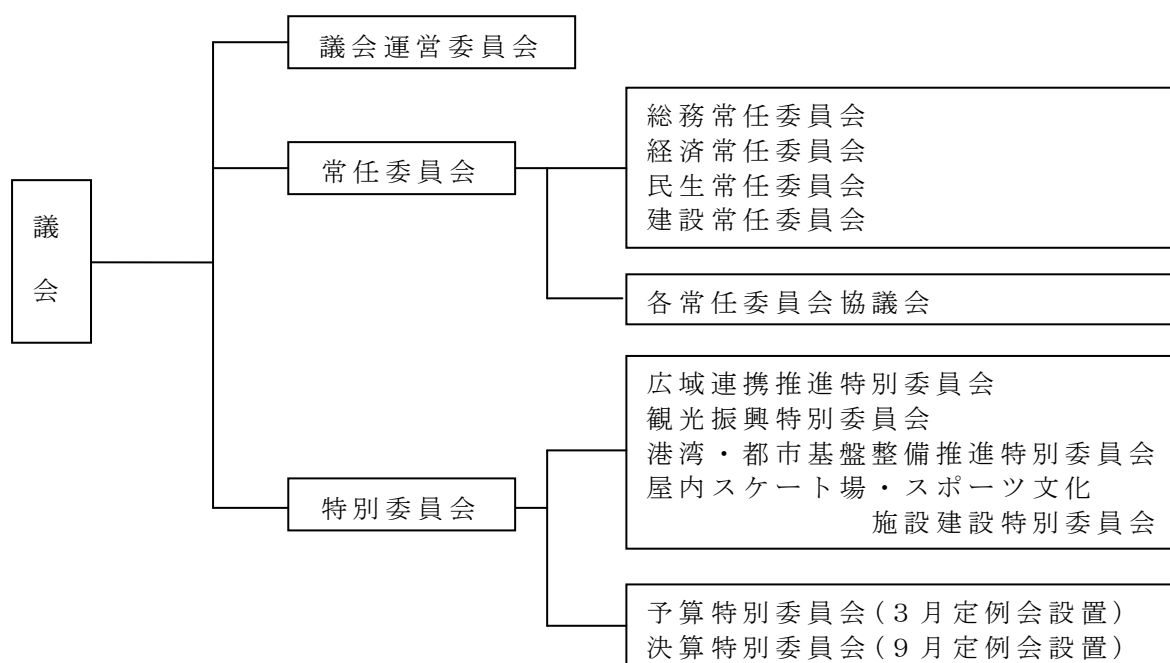 議会
議会運営委員会
常任委員会
総務常任委員会
経済常任委員会
民生常任委員会
建設常任委員会
各常任委員会協議会
特別委員会
広域連携推進特別委員会
観光振興特別委員会
港湾・都市基盤整備推進特別委員会
屋内スケート場・スポーツ文化
施設建設特別委員会
予算特別委員会(3月定例会設置)
決算特別委員会(9月定例会設置)